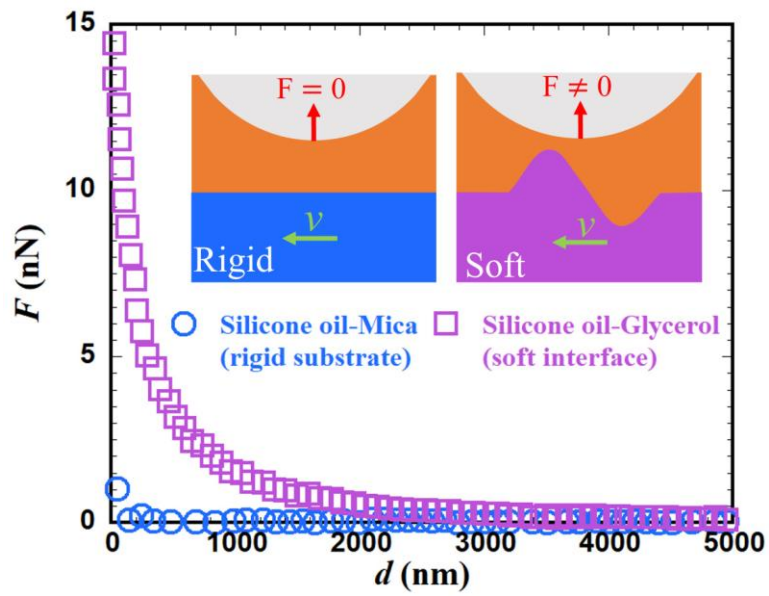 15
10
5
0
F (nN)
F = 0
F ≠ 0
v
v
Rigid
Soft
Silicone oil-Mica
(rigid substrate)
Silicone oil-Glycerol
(soft interface)
0 1000 2000 3000 4000 5000
d (nm)